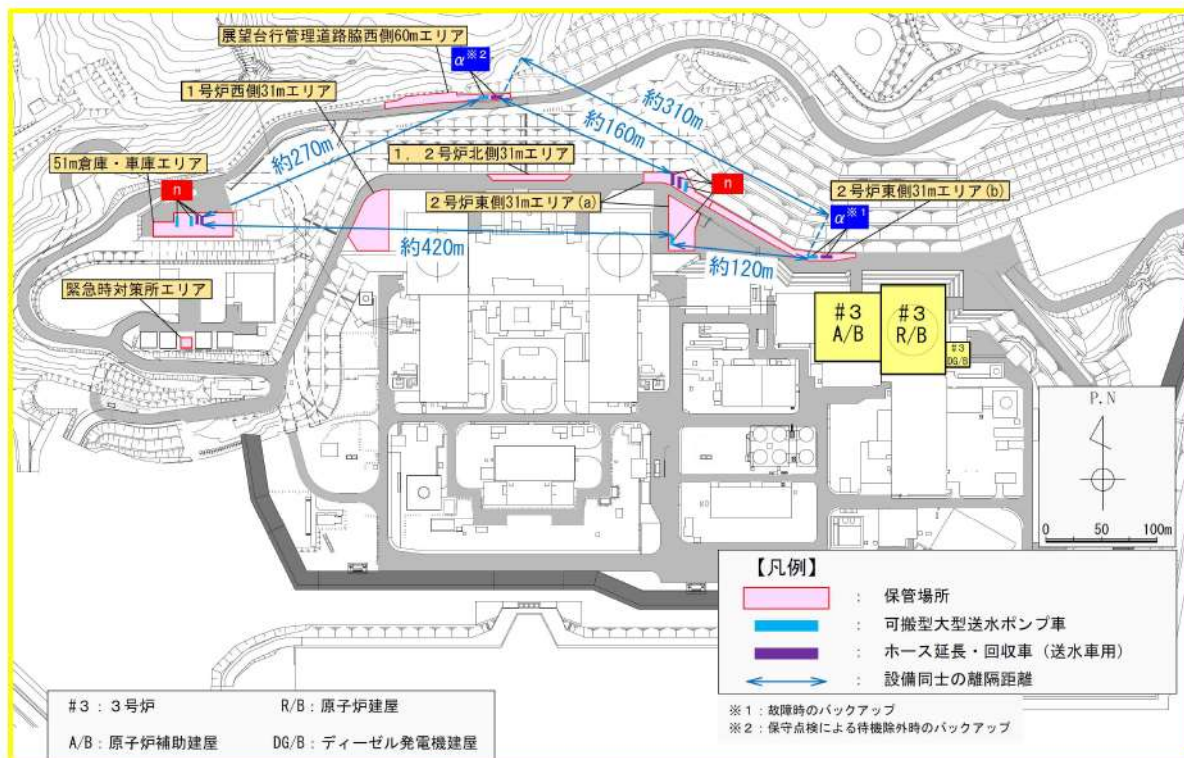 展望台行管理道路脇西側60mエリア
α※2
1号炉西側31mエリア
約310m
約160m
約270m
51m倉庫・車庫エリア
1，2号炉北側31mエリア
n
n
2号炉東側31mエリア(b)
2号炉東側31mエリア(a)
α※1
約420m
約120m
緊急時対策所エリア
#3
A/B
#3
R/B
#3
DG/B
P.N
0 50 100m
【凡例】
： 保管場所
： 可搬型大型送水ポンプ車
： ホース延長・回収車（送水車用）
： 設備同士の離隔距離
#3：3号炉 R/B：原子炉建屋
A/B：原子炉補助建屋 DG/B：ディーゼル発電機建屋
※1：故障時のバックアップ
※2：保守点検による待機除外時のバックアップ